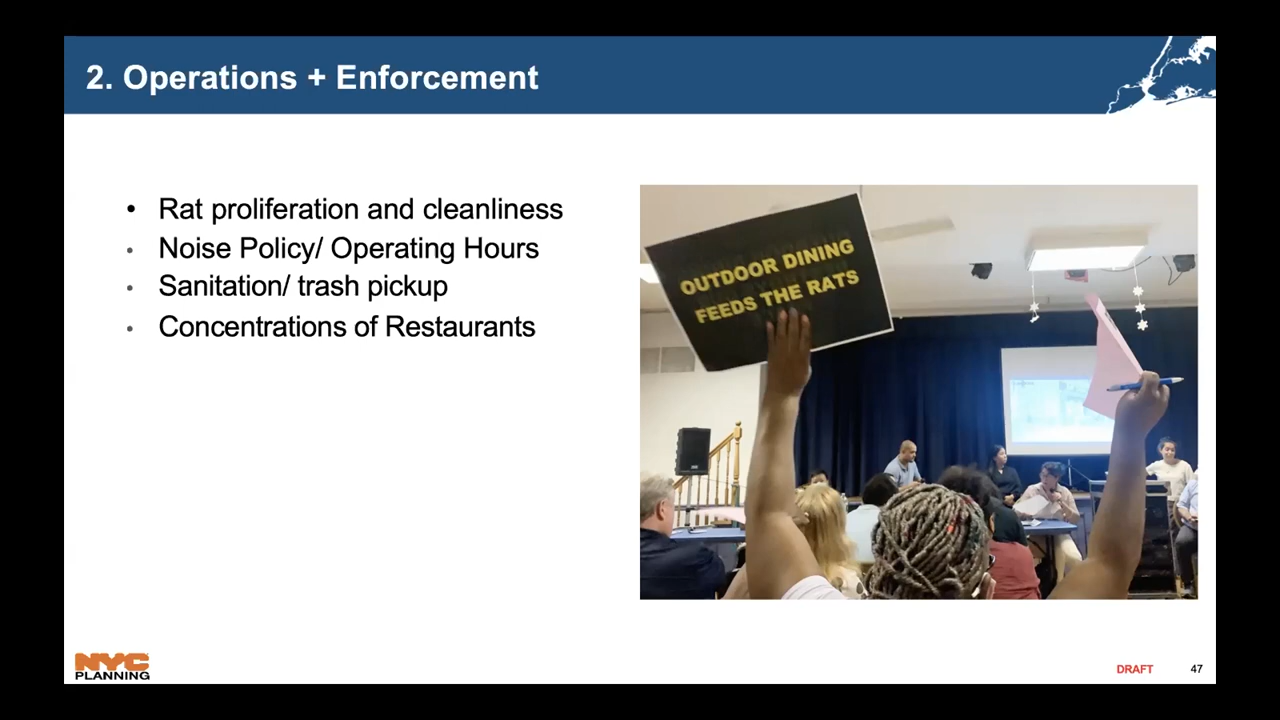 2. Operations + Enforcement
• Rat proliferation and cleanliness
• Noise Policy/ Operating Hours
• Sanitation/ trash pickup
• Concentrations of Restaurants
OUTDOOR DINING
FEEDS THE RATS
NYC
PLANNING
DRAFT
47